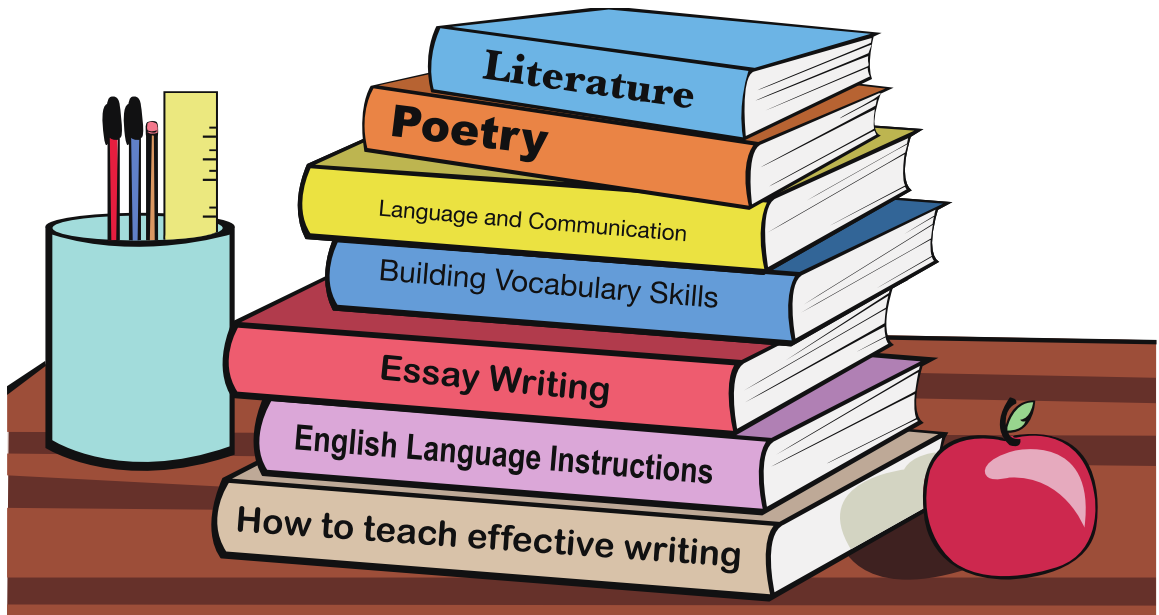 Literature
Poetry
Language and Communication
Building Vocabulary Skills
Essay Writing
English Language Instructions
How to teach effective writing